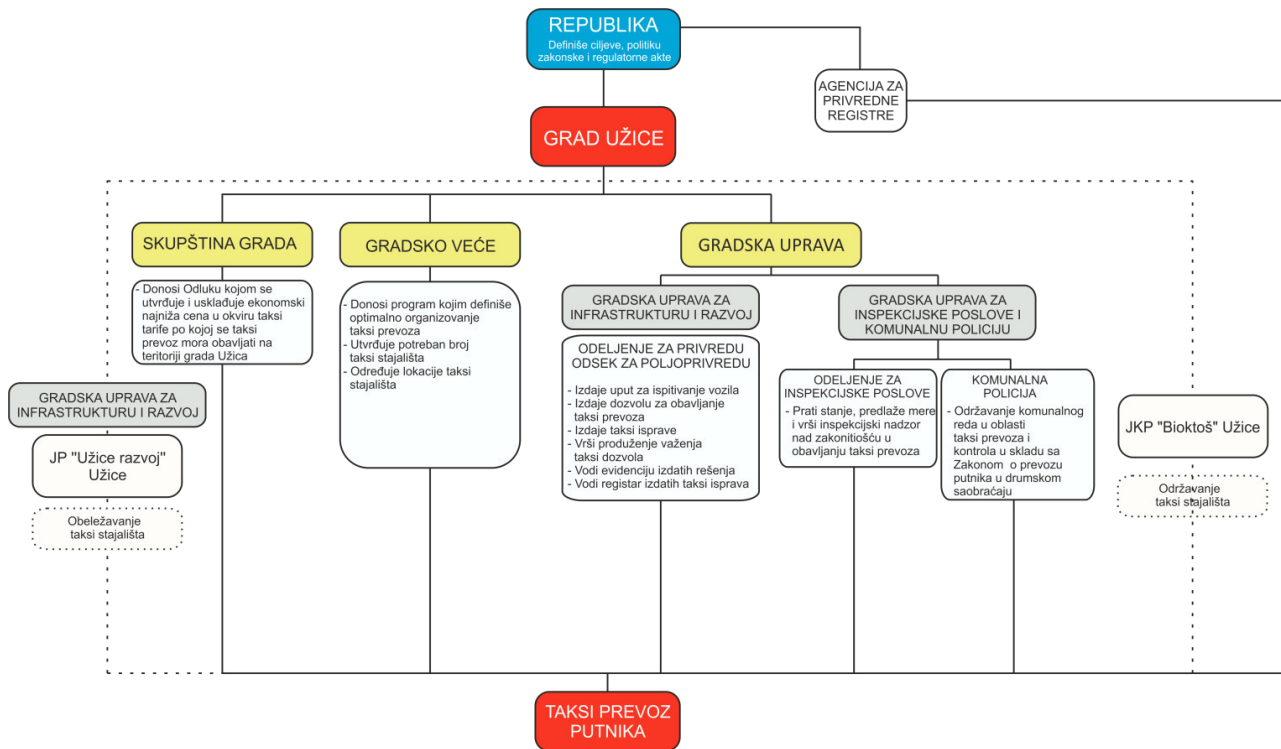 REPUBLIKA
Definiše ciljeve, politiku
zakonske i regulatorne akte
AGENCIJA ZA
PRIVREDNE
REGISTRE
GRAD UŽICE
SKUPŠTINA GRADA
- Donosi Odluku kojom se
utvrđuje i usklađuje ekonomski
najniža cena u okviru taksi
tarife po kojoj se taksi
prevoz mora obavljati na
teritoriji grada Užica
GRADSKO VEĆE
- Donosi program kojim definiše
optimalno organizovanje
taksi prevoza
- Utvrđuje potreban broj
taksi stajališta
- Određuje lokacije taksi
stajališta
GRADSKA UPRAVA
GRADSKA UPRAVA ZA
INFRASTRUKTURU I RAZVOJ
ODELJENJE ZA PRIVREDU
ODSEK ZA POLJOPRIVREDU
- Izdaje uput za ispitivanje vozila
- Izdaje dozvolu za obavljanje
taksi prevoza
- Izdaje taksi isprave
- Vrši produženje važenja
taksi dozvola
- Vodi evidenciju izdatih rešenja
- Vodi registar izdatih taksi isprava
GRADSKA UPRAVA ZA
INSPEKCIJSKE POSLOVE I
KOMUNALNU POLICIJU
ODELJENJE ZA
INSPEKCIJSKE POSLOVE
- Prati stanje, predlaže mere
i vrši inspekcijski nadzor
nad zakonitiošću u
obavljanju taksi prevoza
KOMUNALNA
POLICIJA
- Održavanje komunalnog
reda u oblasti
taksi prevoza i
kontrola u skladu sa
Zakonom o prevozu
putnika u drumskom
saobraćaju
GRADSKA UPRAVA ZA
INFRASTRUKTURU I RAZVOJ
JP "Užice razvoj"
Užice
Obeležavanje
taksi stajališta
JKP "Bioktoš" Užice
Održavanje
taksi stajališta
TAKSI PREVOZ
PUTNIKA